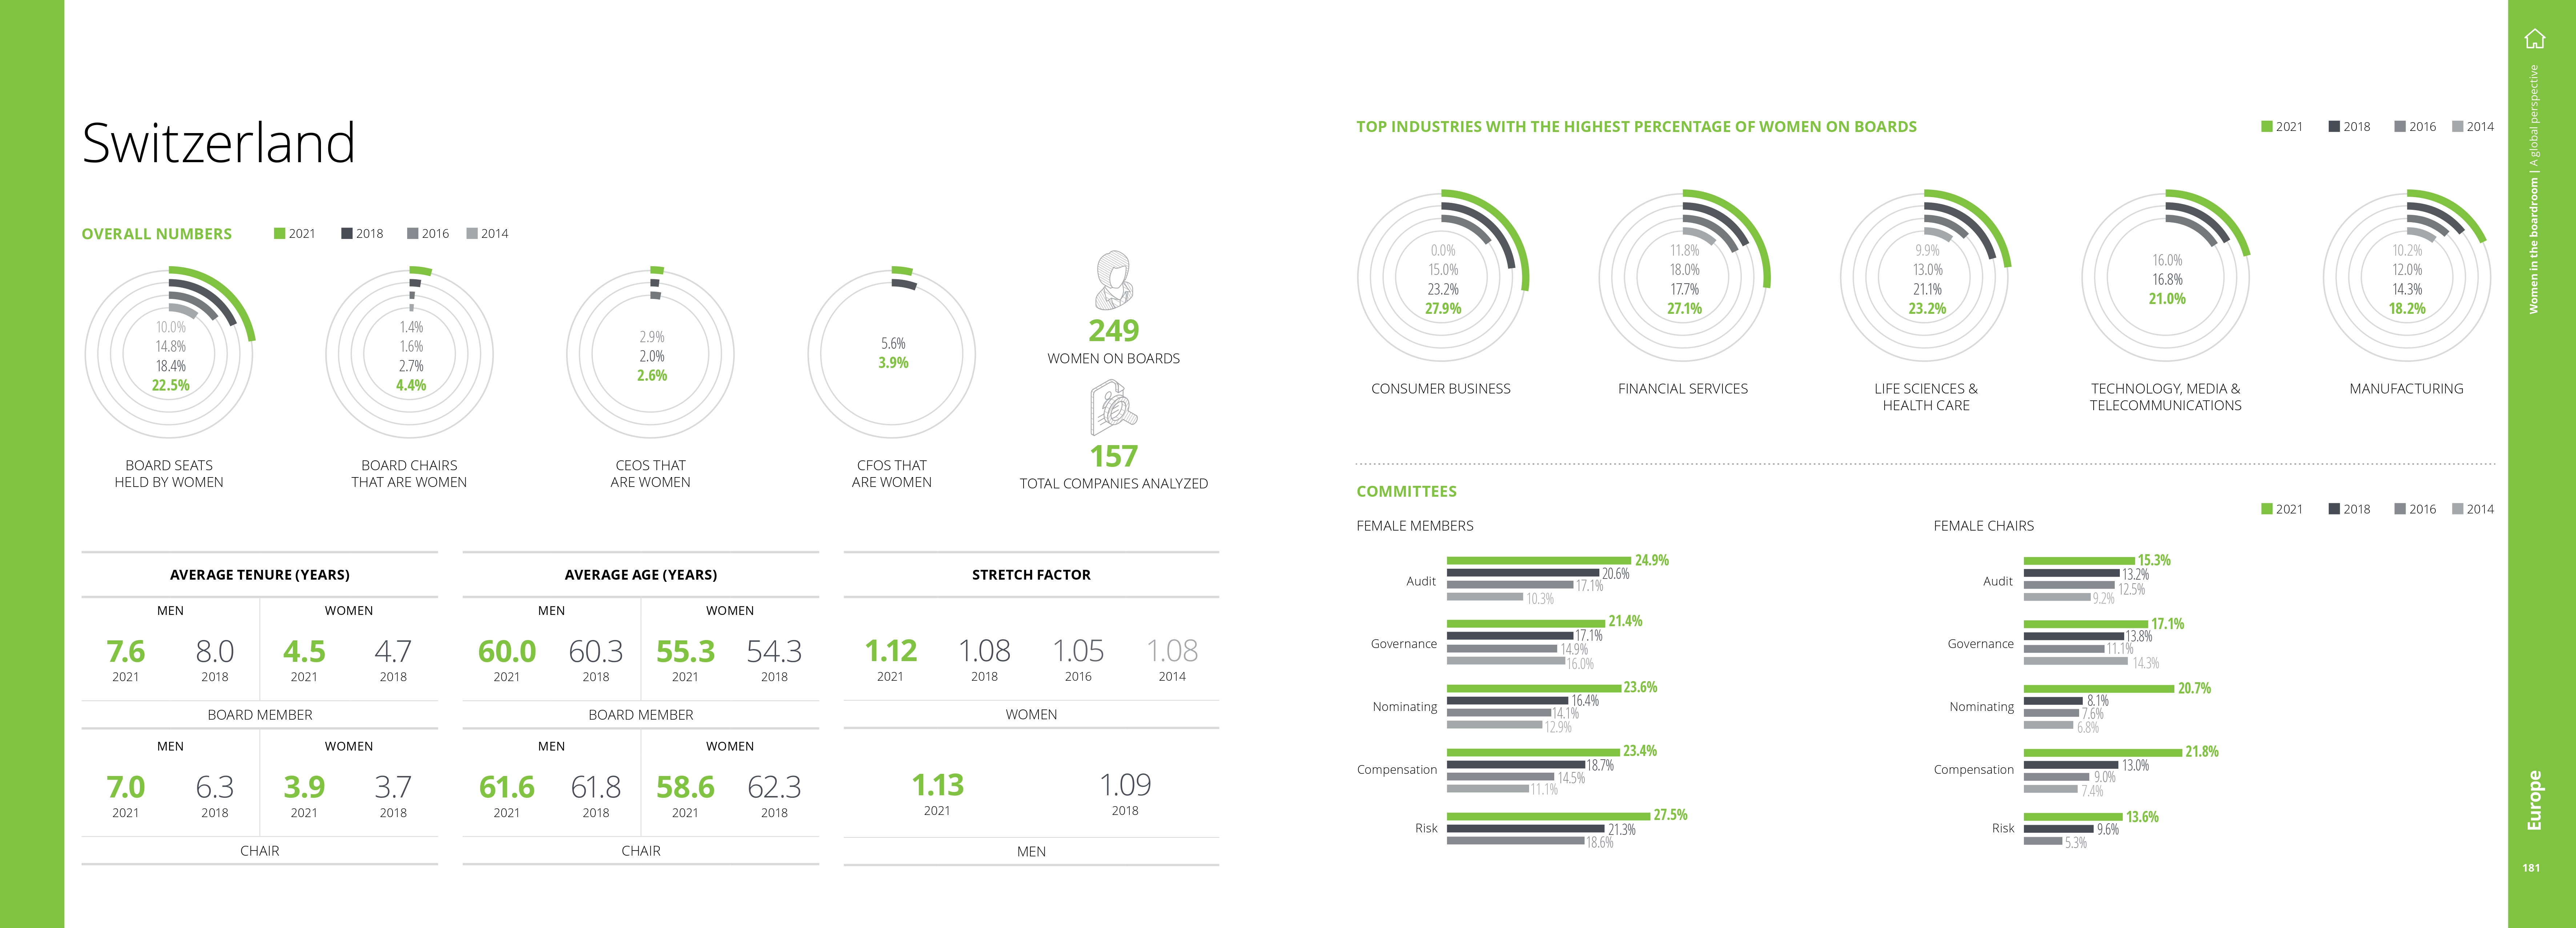 Switzerland
OVERALL NUMBERS
2021
2018
2016
2014
10.0%
14.8%
18.4%
22.5%
BOARD SEATS
HELD BY WOMEN
1.4%
1.6%
2.7%
4.4%
BOARD CHAIRS
THAT ARE WOMEN
2.9%
2.0%
2.6%
CEOS THAT
ARE WOMEN
5.6%
3.9%
CFOS THAT
ARE WOMEN
249
WOMEN ON BOARDS
157
TOTAL COMPANIES ANALYZED
AVERAGE TENURE (YEARS)
MEN WOMEN
7.6 8.0 4.5 4.7
2021 2018 2021 2018
BOARD MEMBER
MEN WOMEN
7.0 6.3 3.9 3.7
2021 2018 2021 2018
CHAIR
AVERAGE AGE (YEARS)
MEN WOMEN
60.0 60.3 55.3 54.3
2021 2018 2021 2018
BOARD MEMBER
MEN WOMEN
61.6 61.8 58.6 62.3
2021 2018 2021 2018
CHAIR
STRETCH FACTOR
1.12 1.08 1.05 1.08
2021 2018 2016 2014
WOMEN
1.13 1.09
2021 2018
MEN
TOP INDUSTRIES WITH THE HIGHEST PERCENTAGE OF WOMEN ON BOARDS
2021
2018
2016
2014
0.0%
15.0%
23.2%
27.9%
CONSUMER BUSINESS
11.8%
18.0%
17.7%
27.1%
FINANCIAL SERVICES
9.9%
13.0%
21.1%
23.2%
LIFE SCIENCES &
HEALTH CARE
16.0%
16.8%
21.0%
TECHNOLOGY, MEDIA &
TELECOMMUNICATIONS
10.2%
12.0%
14.3%
18.2%
MANUFACTURING
COMMITTEES
2021
2018
2016
2014
FEMALE MEMBERS
Audit
24.9%
20.6%
17.1%
10.3%
Governance
21.4%
17.1%
14.9%
16.0%
Nominating
23.6%
16.4%
14.1%
12.9%
Compensation
23.4%
18.7%
14.5%
11.1%
Risk
27.5%
21.3%
18.6%
FEMALE CHAIRS
Audit
15.3%
13.2%
12.5%
9.2%
Governance
17.1%
13.8%
11.1%
14.3%
Nominating
20.7%
8.1%
7.6%
6.8%
Compensation
21.8%
13.0%
9.0%
7.4%
Risk
13.6%
9.6%
5.3%
Women in the boardroom | A global perspective
Europe
181